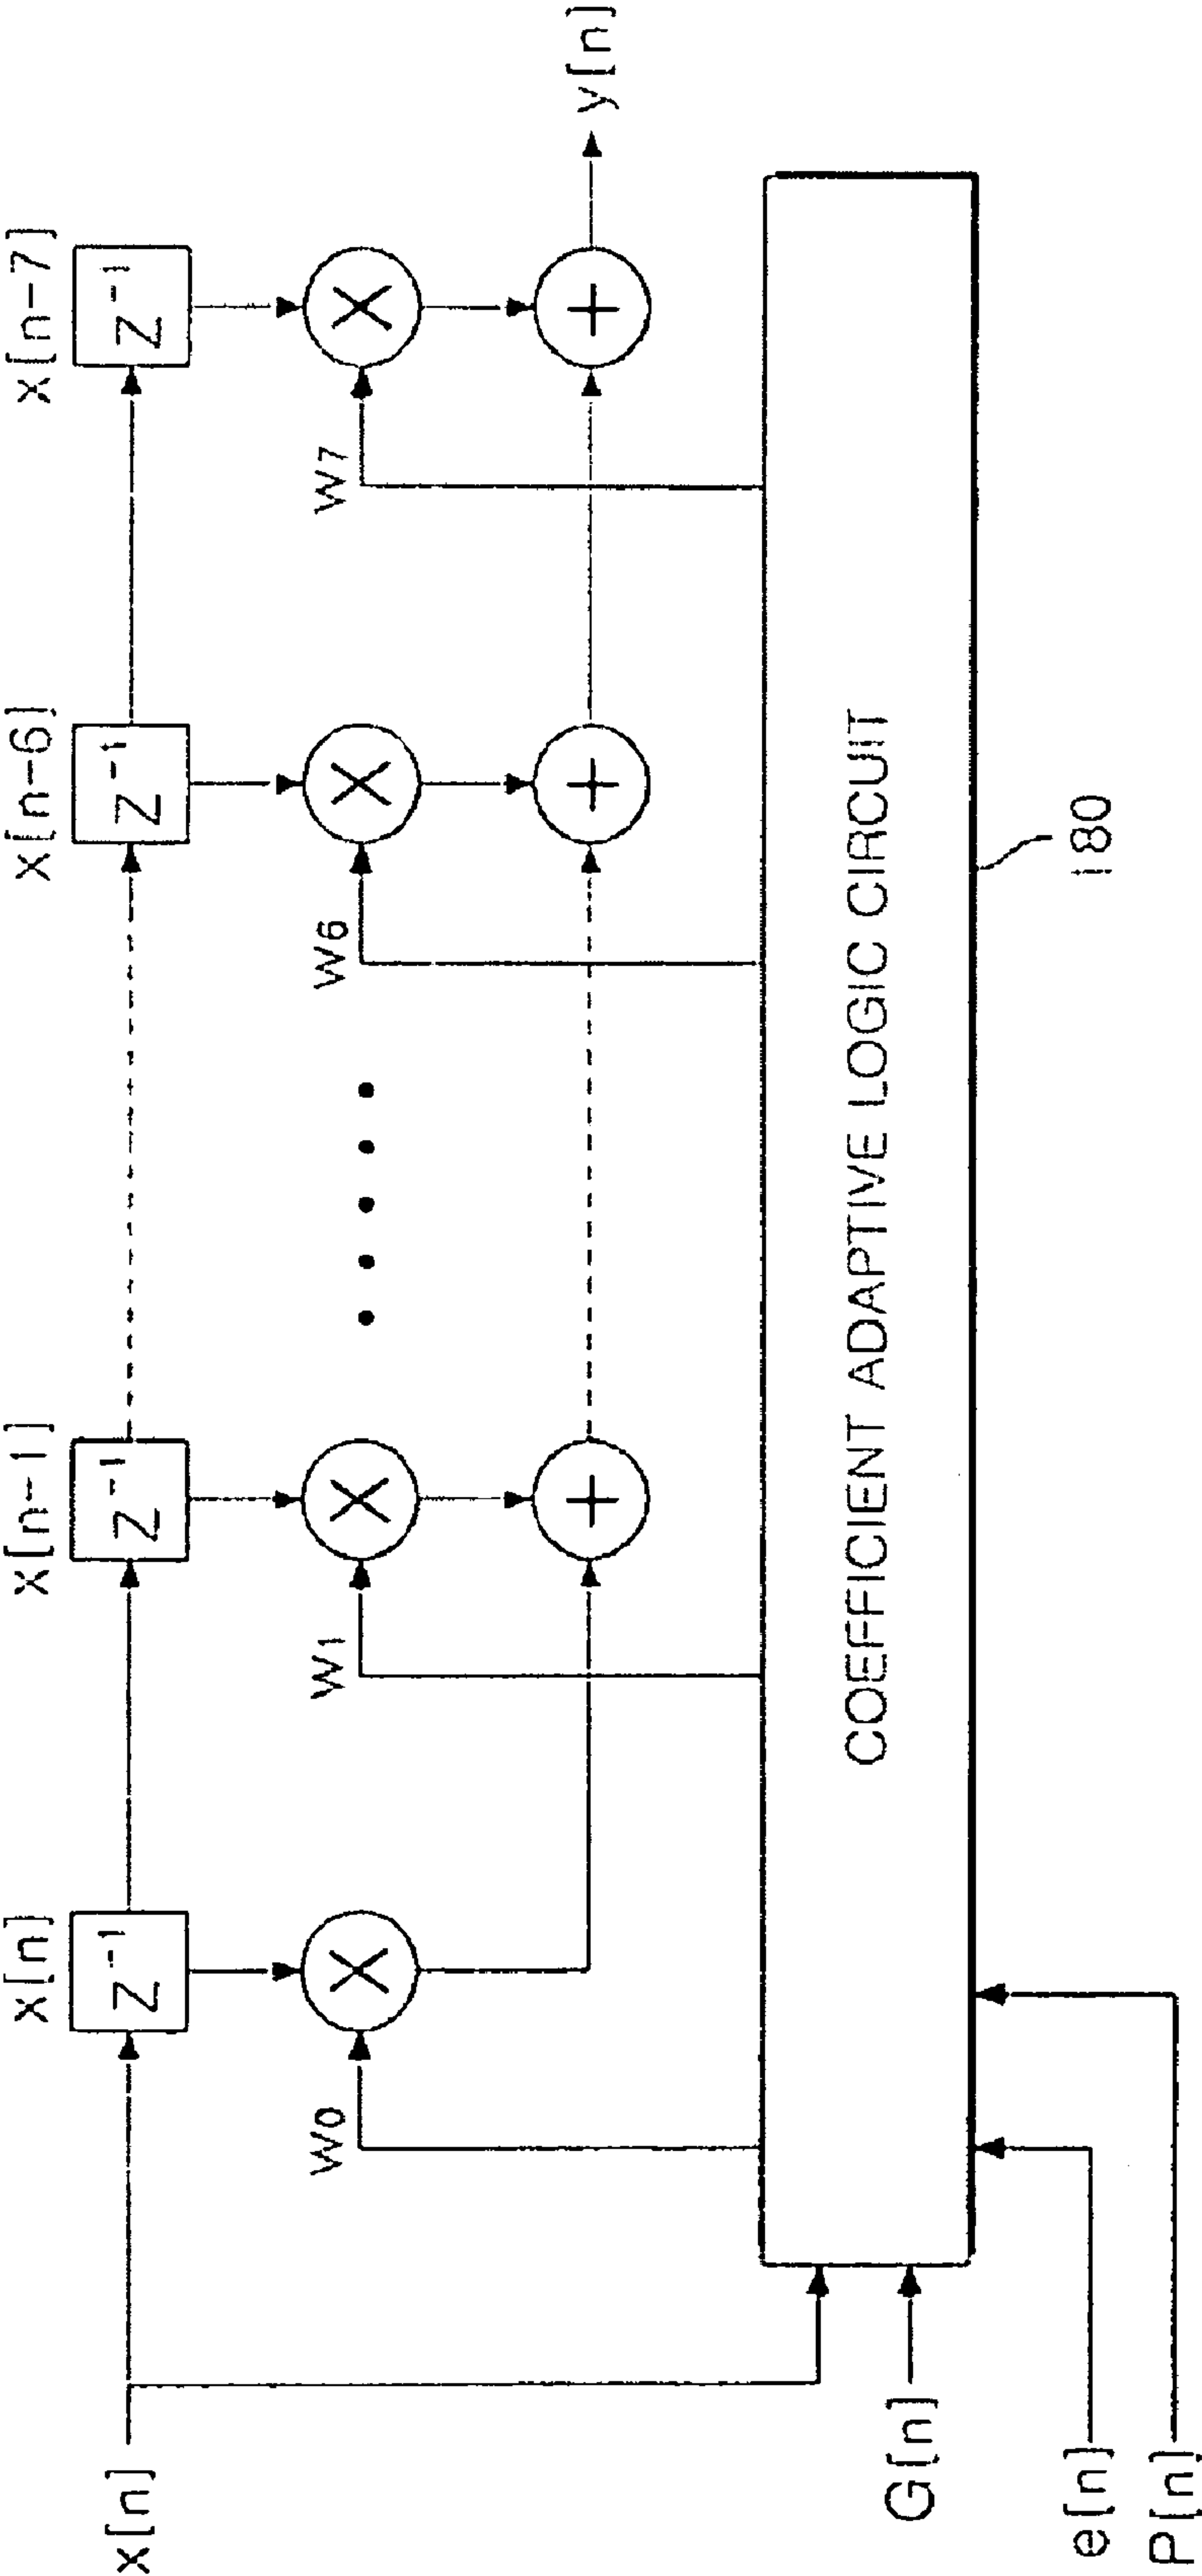 x[n] x[n-1] x[n-6] x[n-7]
x[n]
Z⁻¹ Z⁻¹ Z⁻¹ Z⁻¹
W0 W1 W6 W7
× × × ×
+ + +
y[n]
COEFFICIENT ADAPTIVE LOGIC CIRCUIT
G[n]
e[n]
180
P[n]